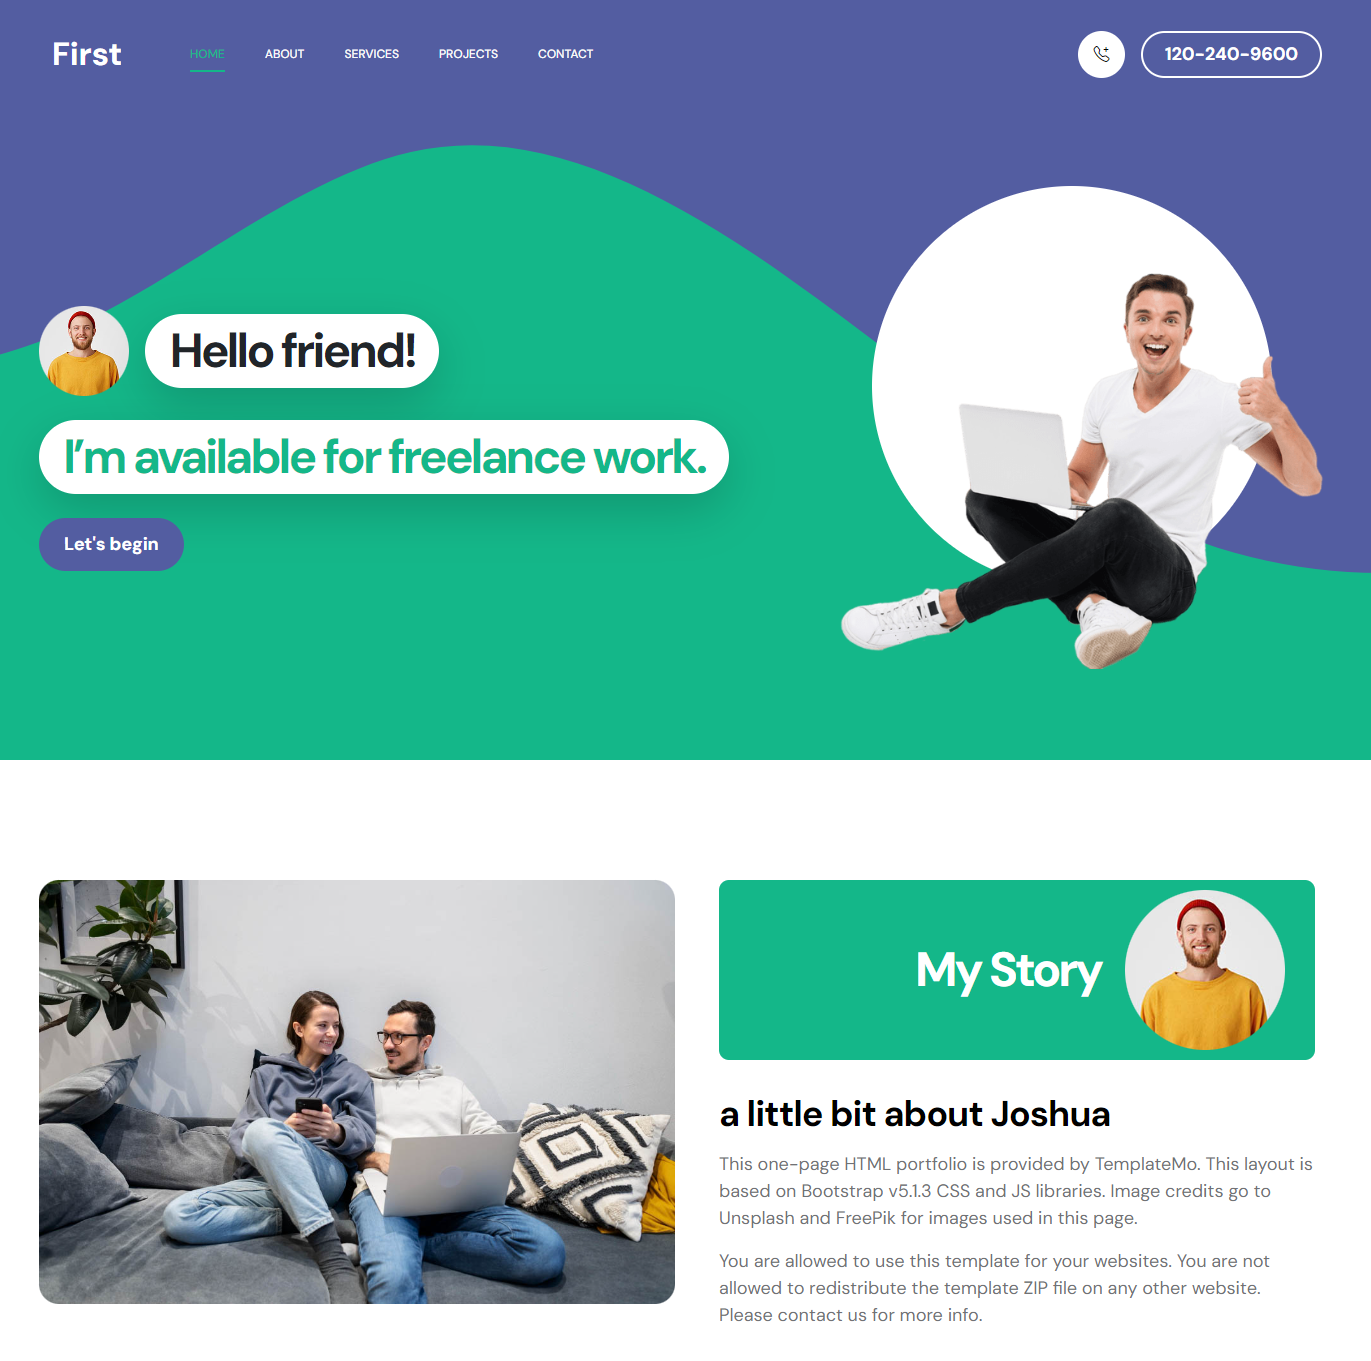 First
HOME
ABOUT
SERVICES
PROJECTS
CONTACT
120-240-9600
Hello friend!
I’m available for freelance work.
Let's begin
My Story
a little bit about Joshua
This one-page HTML portfolio is provided by TemplateMo. This layout is
based on Bootstrap v5.1.3 CSS and JS libraries. Image credits go to
Unsplash and FreePik for images used in this page.
You are allowed to use this template for your websites. You are not
allowed to redistribute the template ZIP file on any other website.
Please contact us for more info.